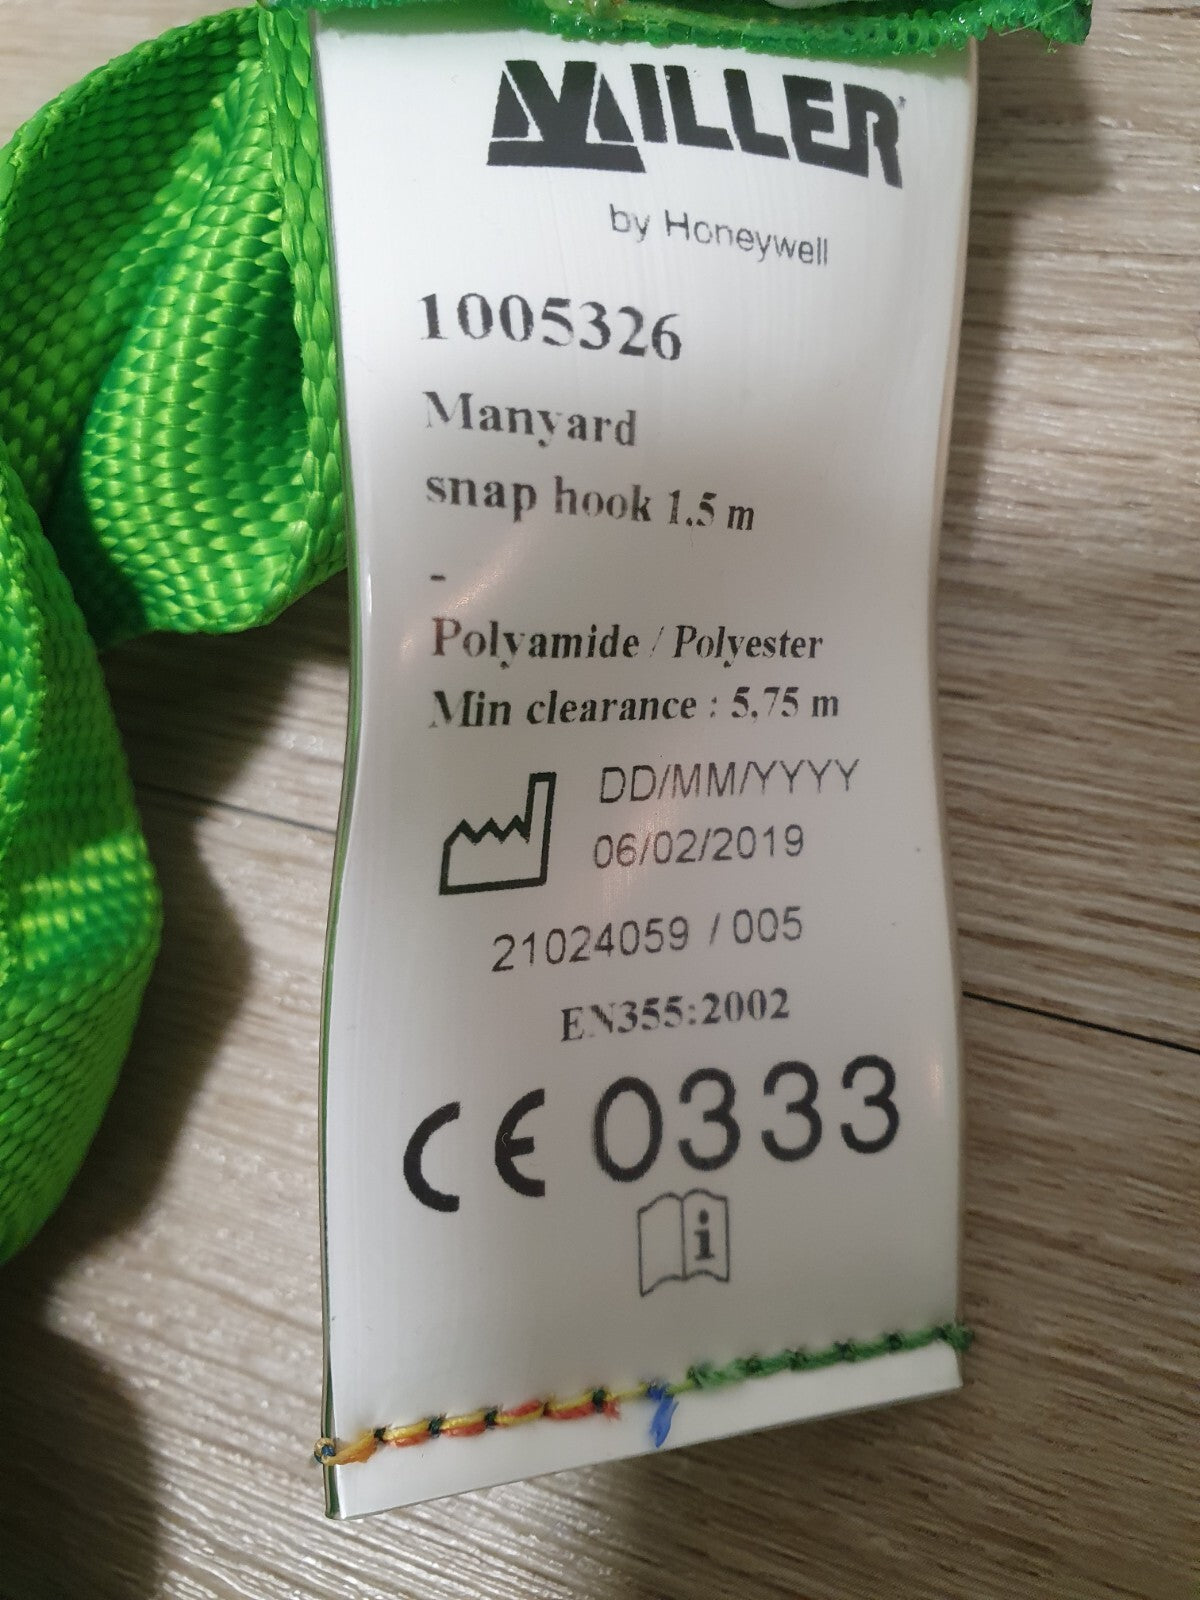 MILLER
by Honeywell
1005326
Manyard
snap hook 1.5 m
-
Polyamide / Polyester
Min clearance : 5.75 m
DD/MM/YYYY
06/02/2019
21024059 / 005
EN355:2002
CE 0333
i